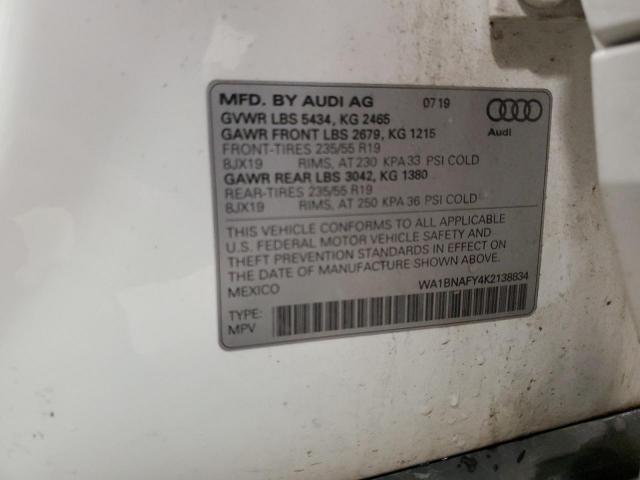 MFD. BY AUDI AG 07 19
GVWR LBS 5434, KG 2465
GAWR FRONT LBS 2679, KG 1215
FRONT-TIRES 235/55 R19
8JX19 RIMS, AT 230 KPA 33 PSI COLD
GAWR REAR LBS 3042, KG 1380
REAR-TIRES 235/55 R19
8JX19 RIMS, AT 250 KPA 36 PSI COLD
Audi
THIS VEHICLE CONFORMS TO ALL APPLICABLE
U.S. FEDERAL MOTOR VEHICLE SAFETY AND
THEFT PREVENTION STANDARDS IN EFFECT ON
THE DATE OF MANUFACTURE SHOWN ABOVE.
MEXICO WA1BNAFY4K2138834
TYPE:
MPV